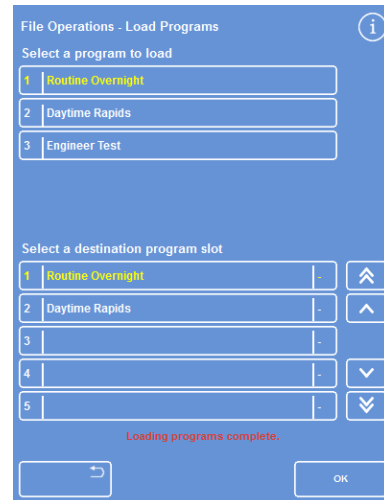 File Operations - Load Programs
i
Select a program to load
1 Routine Overnight
2 Daytime Rapids
3 Engineer Test
Select a destination program slot
1 Routine Overnight -
2 Daytime Rapids -
3 -
4 -
5 -
Loading programs complete.
OK